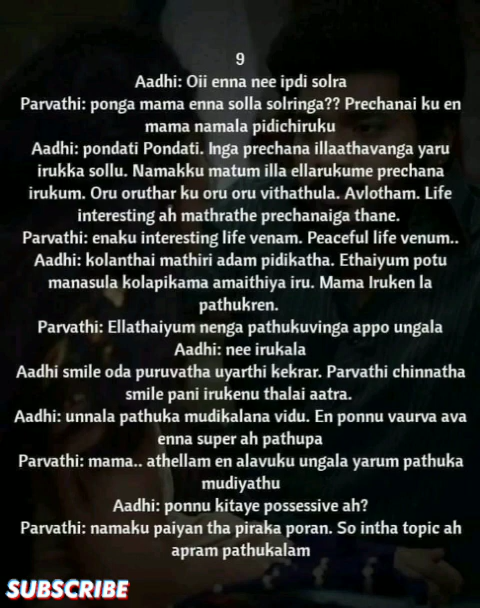 9
Aadhi: Oii enna nee ipdi solra
Parvathi: ponga mama enna solla solringa?? Prechanai ku en
mama namala pidichiruku
Aadhi: pondati Pondati. Inga prechana illaathavanga yaru
irukka sollu. Namakku matum illa ellarukume prechana
irukum. Oru oruthar ku oru oru vithathula. Avlotham. Life
interesting ah mathrathe prechanaiga thane.
Parvathi: enaku interesting life venam. Peaceful life venum..
Aadhi: kolanthai mathiri adam pidikatha. Ethaiyum potu
manasula kolapikama amaithiya iru. Mama Iruken la
pathukren.
Parvathi: Ellathaiyum nenga pathukuvinga appo ungala
Aadhi: nee irukala
Aadhi smile oda puruvatha uyarthi kekrar. Parvathi chinnatha
smile pani irukenu thalai aatra.
Aadhi: unnala pathuka mudikalana vidu. En ponnu vaurva ava
enna super ah pathupa
Parvathi: mama.. athellam en alavuku ungala yarum pathuka
mudiyathu
Aadhi: ponnu kitaye possessive ah?
Parvathi: namaku paiyan tha piraka poran. So intha topic ah
apram pathukalam
SUBSCRIBE